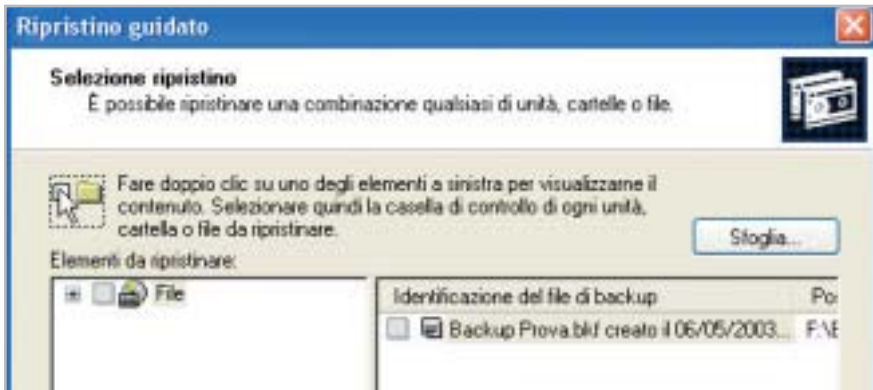 Ripristino guidato
Selezione ripristino
È possibile ripristinare una combinazione qualsiasi di unità, cartelle o file.
Fare doppio clic su uno degli elementi a sinistra per visualizzarne il
contenuto. Selezionare quindi la casella di controllo di ogni unità,
cartella o file da ripristinare.
Sfoglia...
Elementi da ripristinare:
File
Identificazione del file di backup
Backup Prova.bkf creato il 06/05/2003...
F:\